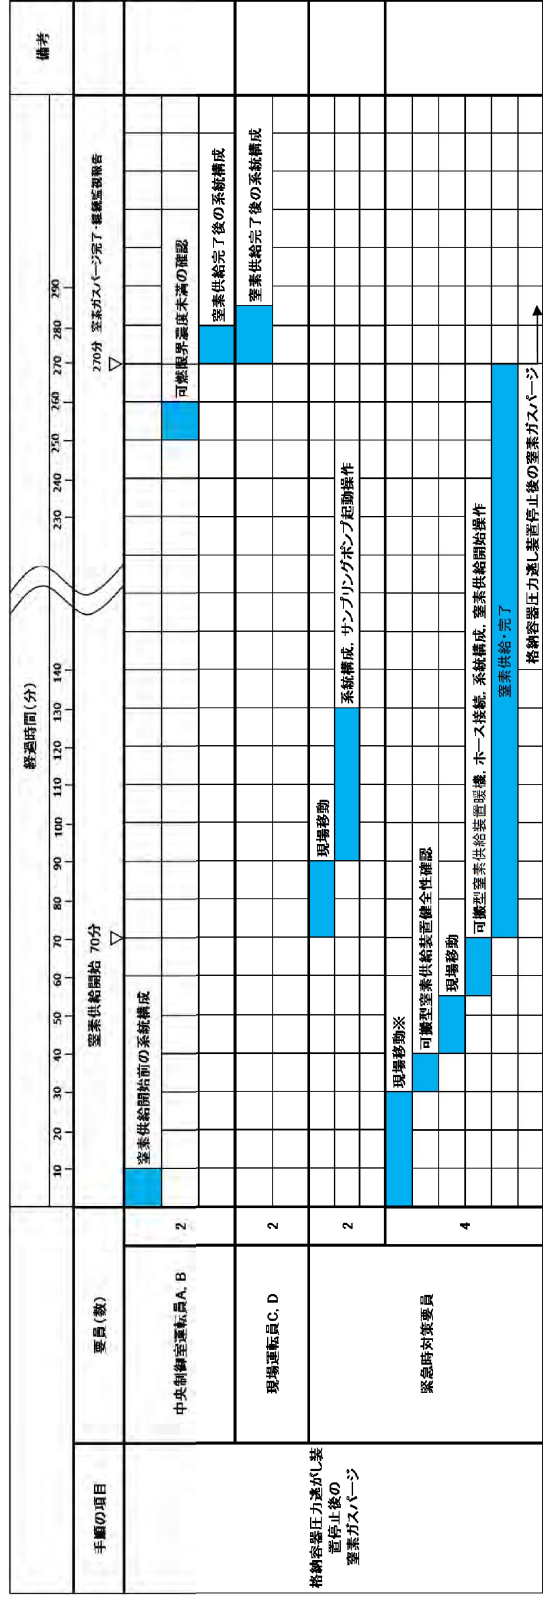 経過時間(分)
備考
10 20 30 40 50 60 70 80 90 100 110 120 130 140 230 240 250 260 270 280 290
手順の項目
要員(数)
窒素供給開始 70分
270分 窒素ガスパージ完了・継続監視報告
格納容器圧力逃がし装
置停止後の
窒素ガスパージ
中央制御室運転員A, B
2
窒素供給開始前の系統構成
可燃限界濃度未満の確認
窒素供給完了後の系統構成
現場運転員C, D
2
窒素供給完了後の系統構成
緊急時対策要員
2
現場移動
系統構成, サンプリングポンプ起動操作
4
現場移動※
可搬型窒素供給装置健全性確認
現場移動
可搬型窒素供給装置暖機, ホース接続, 系統構成, 窒素供給開始操作
窒素供給・完了
格納容器圧力逃し装置停止後の窒素ガスパージ